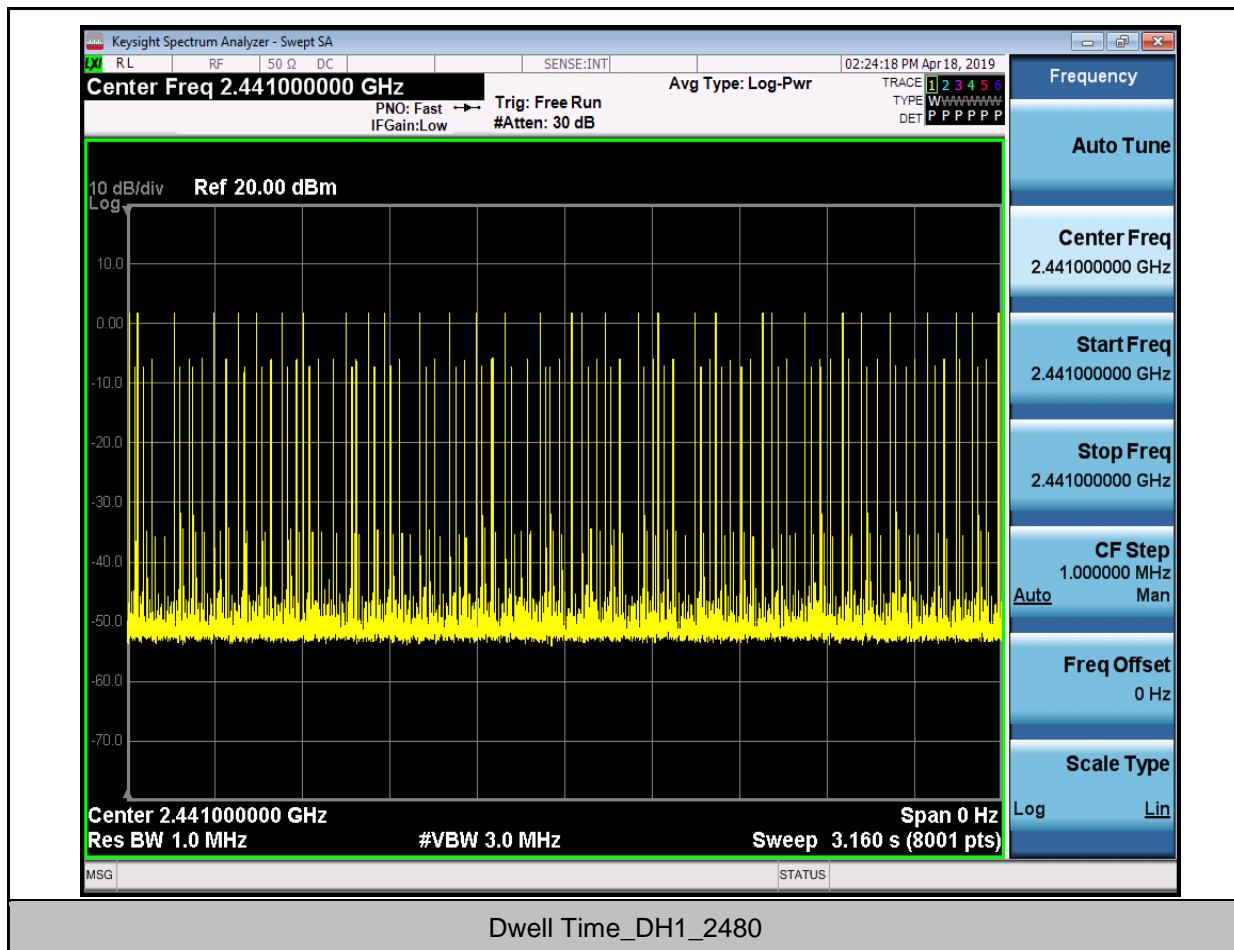 Keysight Spectrum Analyzer - Swept SA
LXI RL RF 50 Ω DC SENSE:INT 02:24:18 PM Apr 18, 2019
Center Freq 2.441000000 GHz
PNO: Fast
IFGain:Low
Trig: Free Run
#Atten: 30 dB
Avg Type: Log-Pwr
TRACE 1 2 3 4 5 6
TYPE WWWWWW
DET P P P P P P
10 dB/div Ref 20.00 dBm
Log
10.0
0.00
-10.0
-20.0
-30.0
-40.0
-50.0
-60.0
-70.0
Center 2.441000000 GHz Span 0 Hz
Res BW 1.0 MHz #VBW 3.0 MHz Sweep 3.160 s (8001 pts)
MSG STATUS
Frequency
Auto Tune
Center Freq
2.441000000 GHz
Start Freq
2.441000000 GHz
Stop Freq
2.441000000 GHz
CF Step
1.000000 MHz
Auto Man
Freq Offset
0 Hz
Scale Type
Log Lin
Dwell Time_DH1_2480